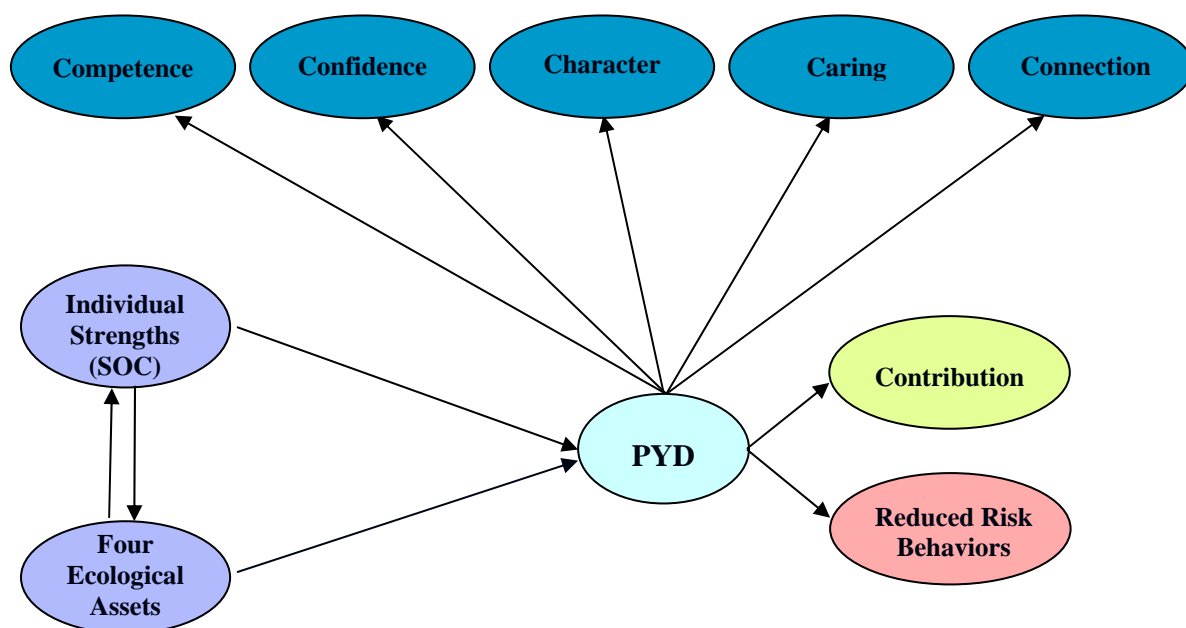 Competence
Confidence
Character
Caring
Connection
Individual
Strengths
(SOC)
Contribution
PYD
Reduced Risk
Behaviors
Four
Ecological
Assets